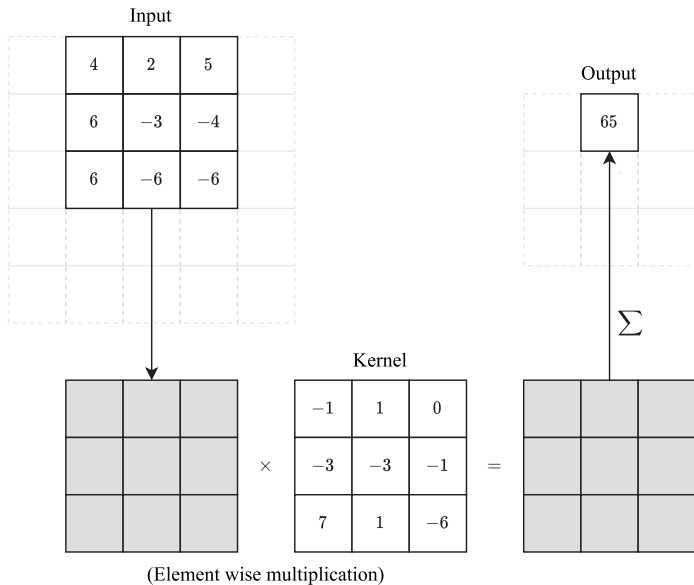 Input
4 2 5
Output
6 −3 −4
65
6 −6 −6
∑
Kernel
−1 1 0
× −3 −3 −1 =
7 1 −6
(Element wise multiplication)